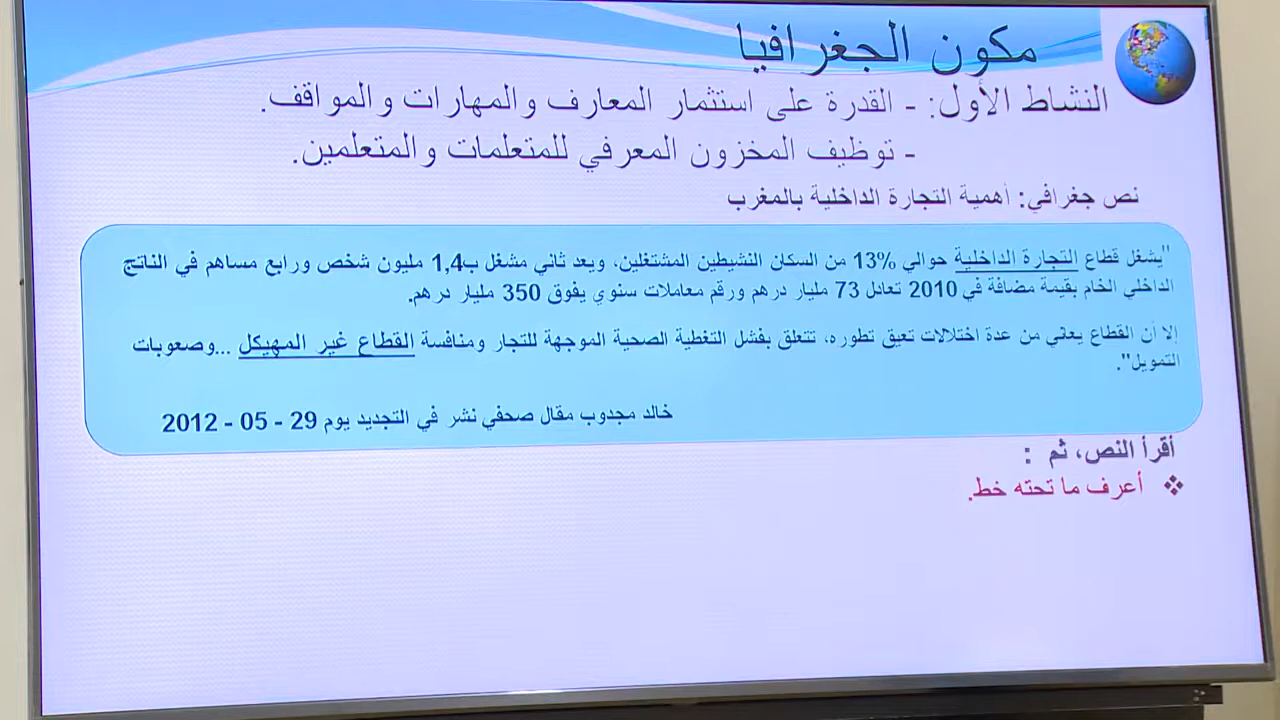 مكون الجغرافيا
النشاط الأول: - القدرة على استثمار المعارف والمهارات والمواقف.
- توظيف المخزون المعرفي للمتعلمات والمتعلمين.
نص جغرافي: أهمية التجارة الداخلية بالمغرب
"يشغل قطاع التجارة الداخلية حوالي 13% من السكان النشيطين المشتغلين، ويعد ثاني مشغل ب1,4 مليون شخص ورابع مساهم في الناتج
الداخلي الخام بقيمة مضافة في 2010 تعادل 73 مليار درهم ورقم معاملات سنوي يفوق 350 مليار درهم.
إلا أن القطاع يعاني من عدة اختلالات تعيق تطوره، تتعلق بفشل التغطية الصحية الموجهة للتجار ومنافسة القطاع غير المهيكل ...وصعوبات
التمويل".
خالد مجدوب مقال صحفي نشر في التجديد يوم 29 - 05 - 2012
أقرأ النص، ثم :
❖ أعرف ما تحته خط.